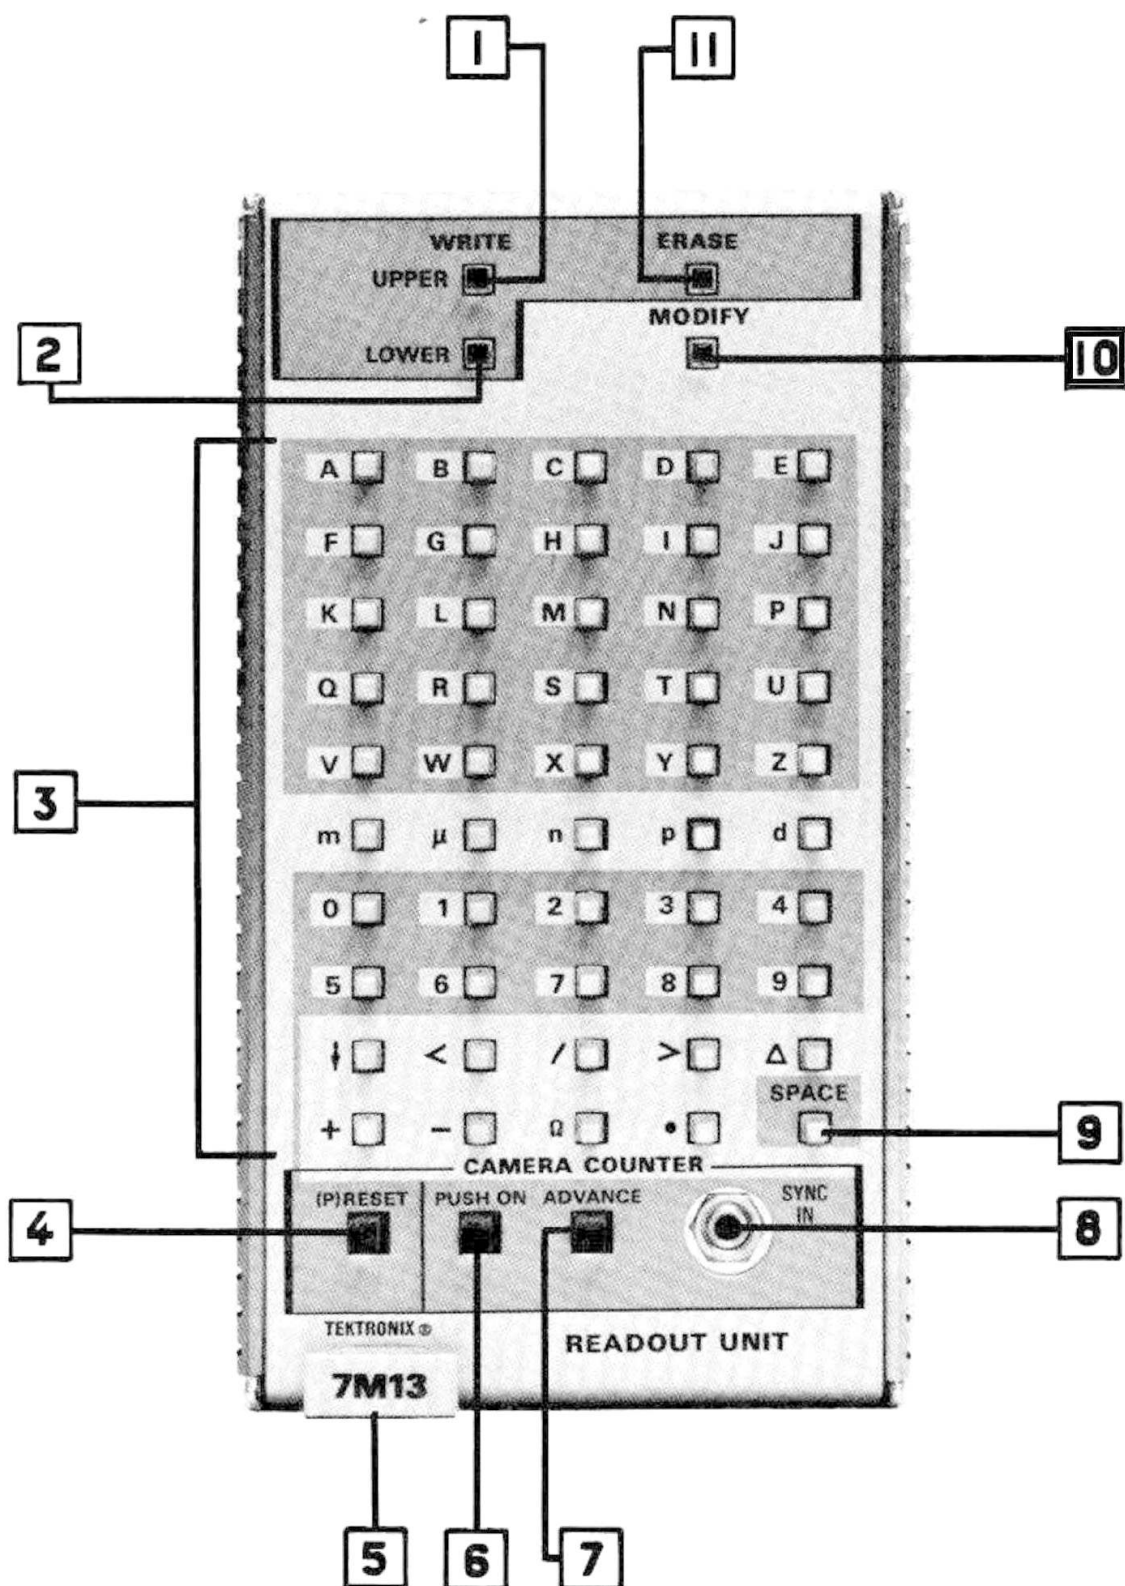 1 11
WRITE ERASE
UPPER
MODIFY
2 LOWER 10
A B C D E
F G H I J
K L M N P
Q R S T U
V W X Y Z
3
m µ n p d
0 1 2 3 4
5 6 7 8 9
< / > Δ
SPACE
+ - Ω • 9
CAMERA COUNTER
(P)RESET PUSH ON ADVANCE SYNC
4 IN 8
TEKTRONIX®
READOUT UNIT
7M13
5 6 7